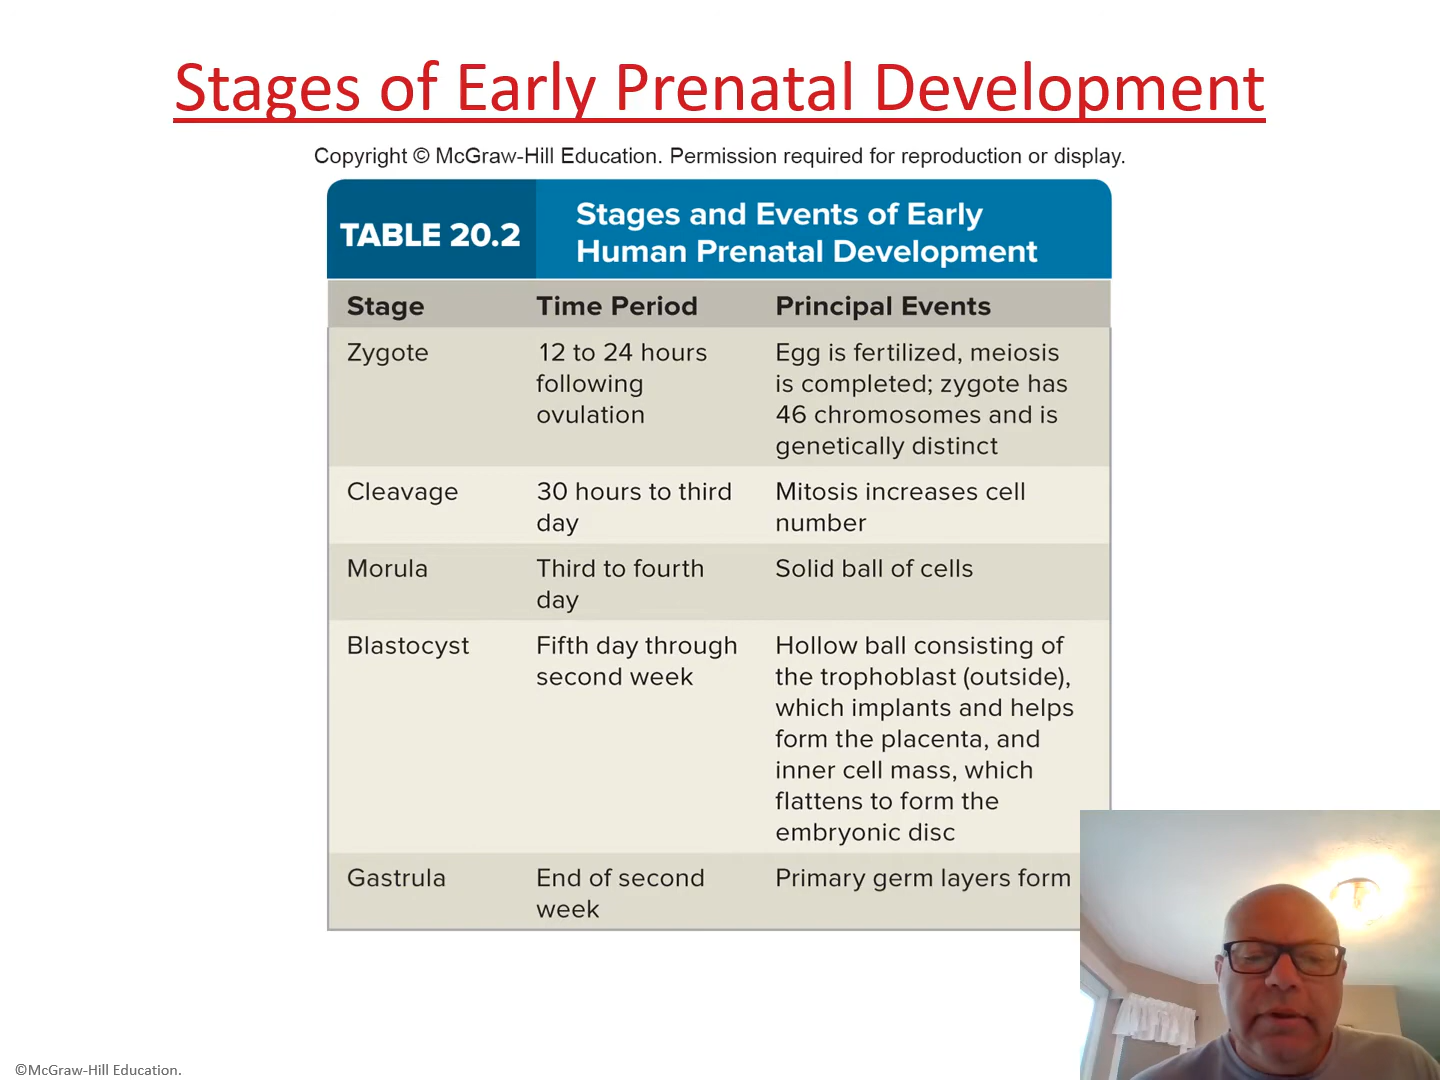 Stages of Early Prenatal Development
Copyright © McGraw-Hill Education. Permission required for reproduction or display.
TABLE 20.2
Stages and Events of Early
Human Prenatal Development
Stage
Time Period
Principal Events
Zygote
12 to 24 hours
following
ovulation
Egg is fertilized, meiosis
is completed; zygote has
46 chromosomes and is
genetically distinct
Cleavage
30 hours to third
day
Mitosis increases cell
number
Morula
Third to fourth
day
Solid ball of cells
Blastocyst
Fifth day through
second week
Hollow ball consisting of
the trophoblast (outside),
which implants and helps
form the placenta, and
inner cell mass, which
flattens to form the
embryonic disc
Gastrula
End of second
week
Primary germ layers form
©McGraw-Hill Education.